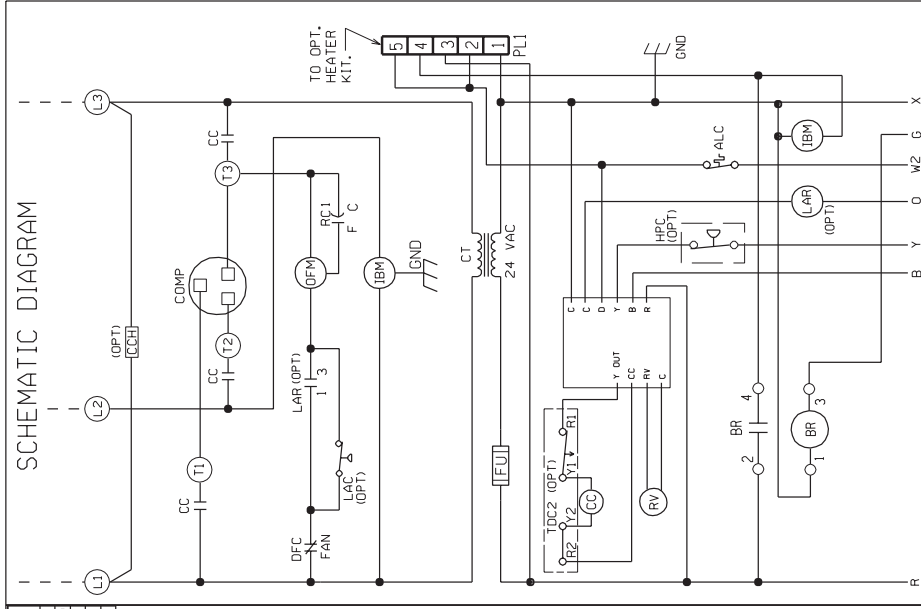 SCHEMATIC DIAGRAM
L1
L2
L3
(OPT)
CCH
CC
T1
CC
T2
COMP
T3
CC
DFC
FAN
LAR (OPT)
1 3
LAC
(OPT)
OFM
RC1
F C
IBM
GND
CT
24 VAC
FU
TO OPT.
HEATER
KIT.
5
4
3
2
1
PL1
GND
TDC2 (OPT)
R2
Y2
Y1
R1
CC
RV
Y OUT
CC
RV
C
C
C
D
Y
B
R
HPC
(OPT)
ALC
LAR
(OPT)
IBM
BR
2
4
BR
1
3
R
B
Y
O
W2
G
X